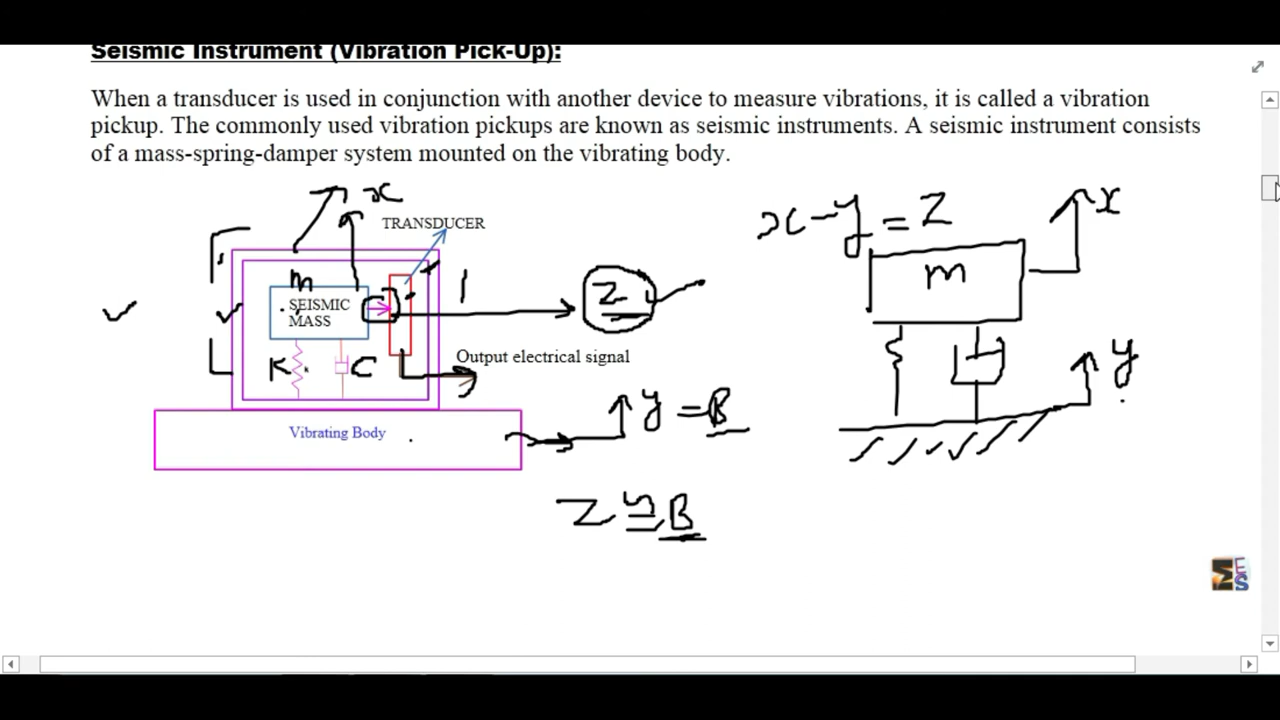 Seismic Instrument (Vibration Pick-Up):
When a transducer is used in conjunction with another device to measure vibrations, it is called a vibration
pickup. The commonly used vibration pickups are known as seismic instruments. A seismic instrument consists
of a mass-spring-damper system mounted on the vibrating body.
x
TRANSDUCER
x-y = Z
x
m
m
SEISMIC
MASS
Z
K
C
Output electrical signal
y
y = B
Vibrating Body
Z ≌ B
MLES